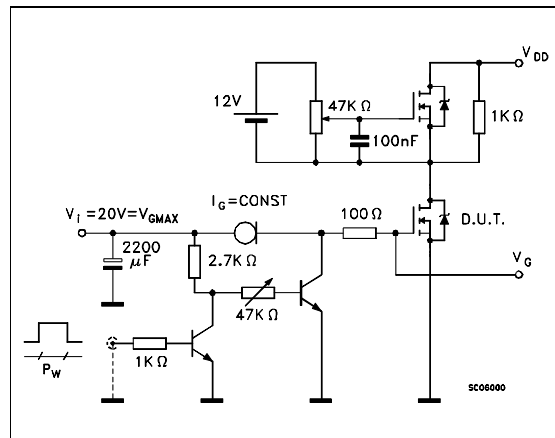 V_DD
12V
47K Ω
1K Ω
100nF
I_G=CONST
V_i =20V=V_GMAX
100 Ω
D.U.T.
2200
μF
2.7K Ω
V_G
47K Ω
1K Ω
P_W
SC06000